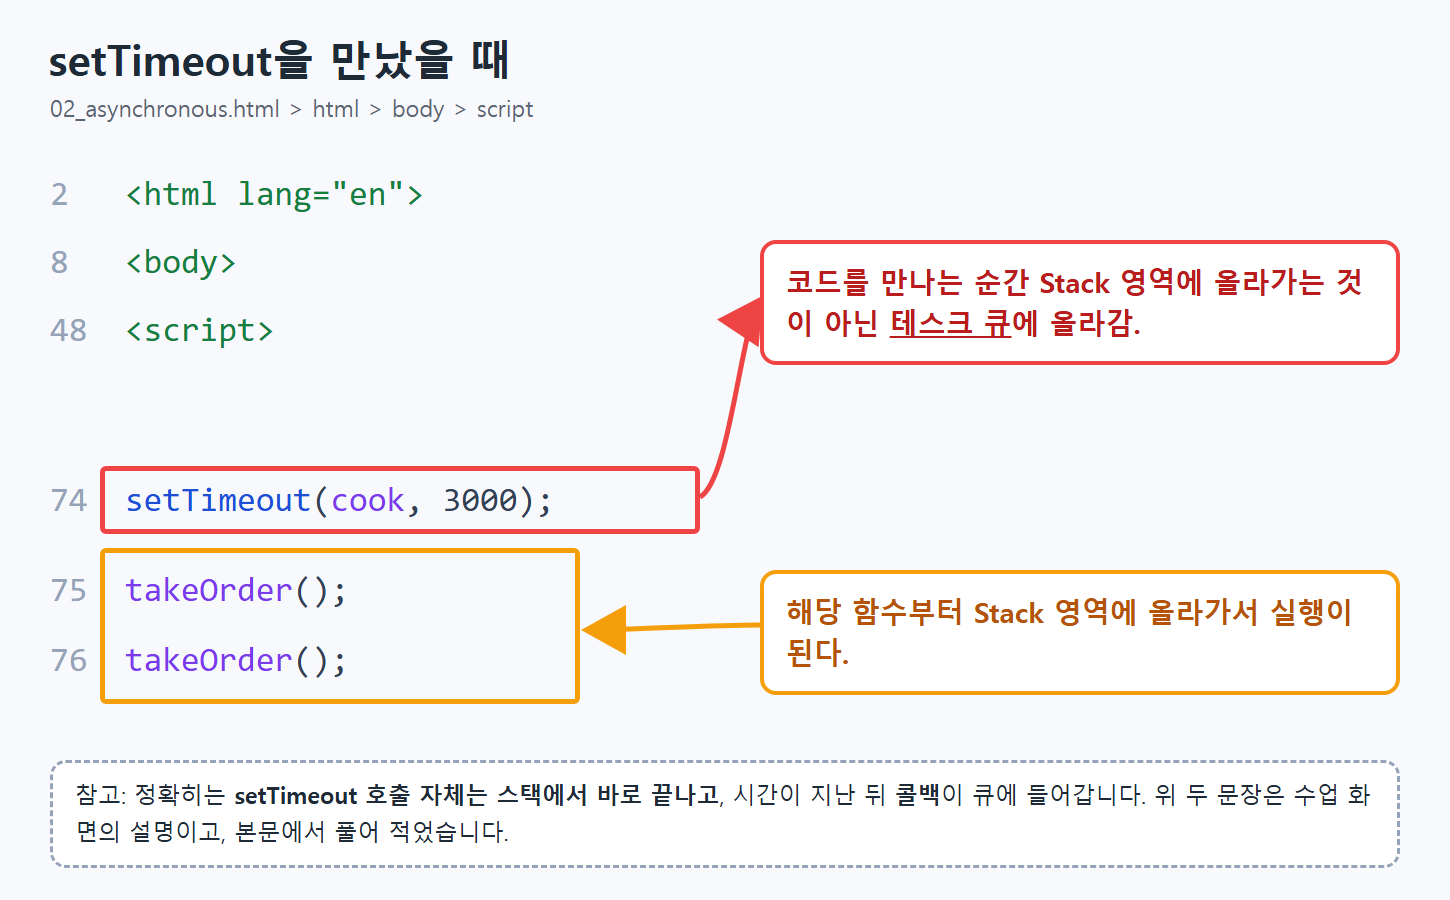 setTimeout을 만났을 때
02_asynchronous.html > html > body > script
2 <html lang="en">
8 <body>
48 <script>
코드를 만나는 순간 Stack 영역에 올라가는 것
이 아닌 테스크 큐에 올라감.
74 setTimeout(cook, 3000);
75 takeOrder();
76 takeOrder();
해당 함수부터 Stack 영역에 올라가서 실행이
된다.
참고: 정확히는 setTimeout 호출 자체는 스택에서 바로 끝나고, 시간이 지난 뒤 콜백이 큐에 들어갑니다. 위 두 문장은 수업 화
면의 설명이고, 본문에서 풀어 적었습니다.